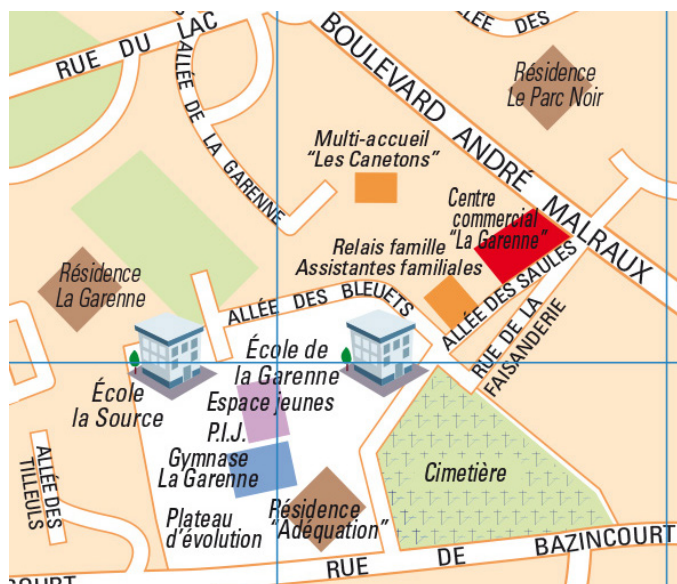 RUE DU LAC
ALLÉE DE LA GARENNE
BOULEVARD ANDRÉ MALRAUX
ALLÉE DES
Résidence
Le Parc Noir
Multi-accueil
“Les Canetons”
Centre
commercial
“La Garenne”
Relais famille
Assistantes familiales
Résidence
La Garenne
ALLÉE DES BLEUETS
ALLÉE DES SAULES
RUE DE LA
FAISANDERIE
École
la Source
École de
la Garenne
Espace jeunes
P.I.J.
Gymnase
La Garenne
Cimetière
ALLÉE DES
TILLEULS
Plateau
d'évolution
Résidence
“Adéquation”
RUE DE BAZINCOURT
COURT